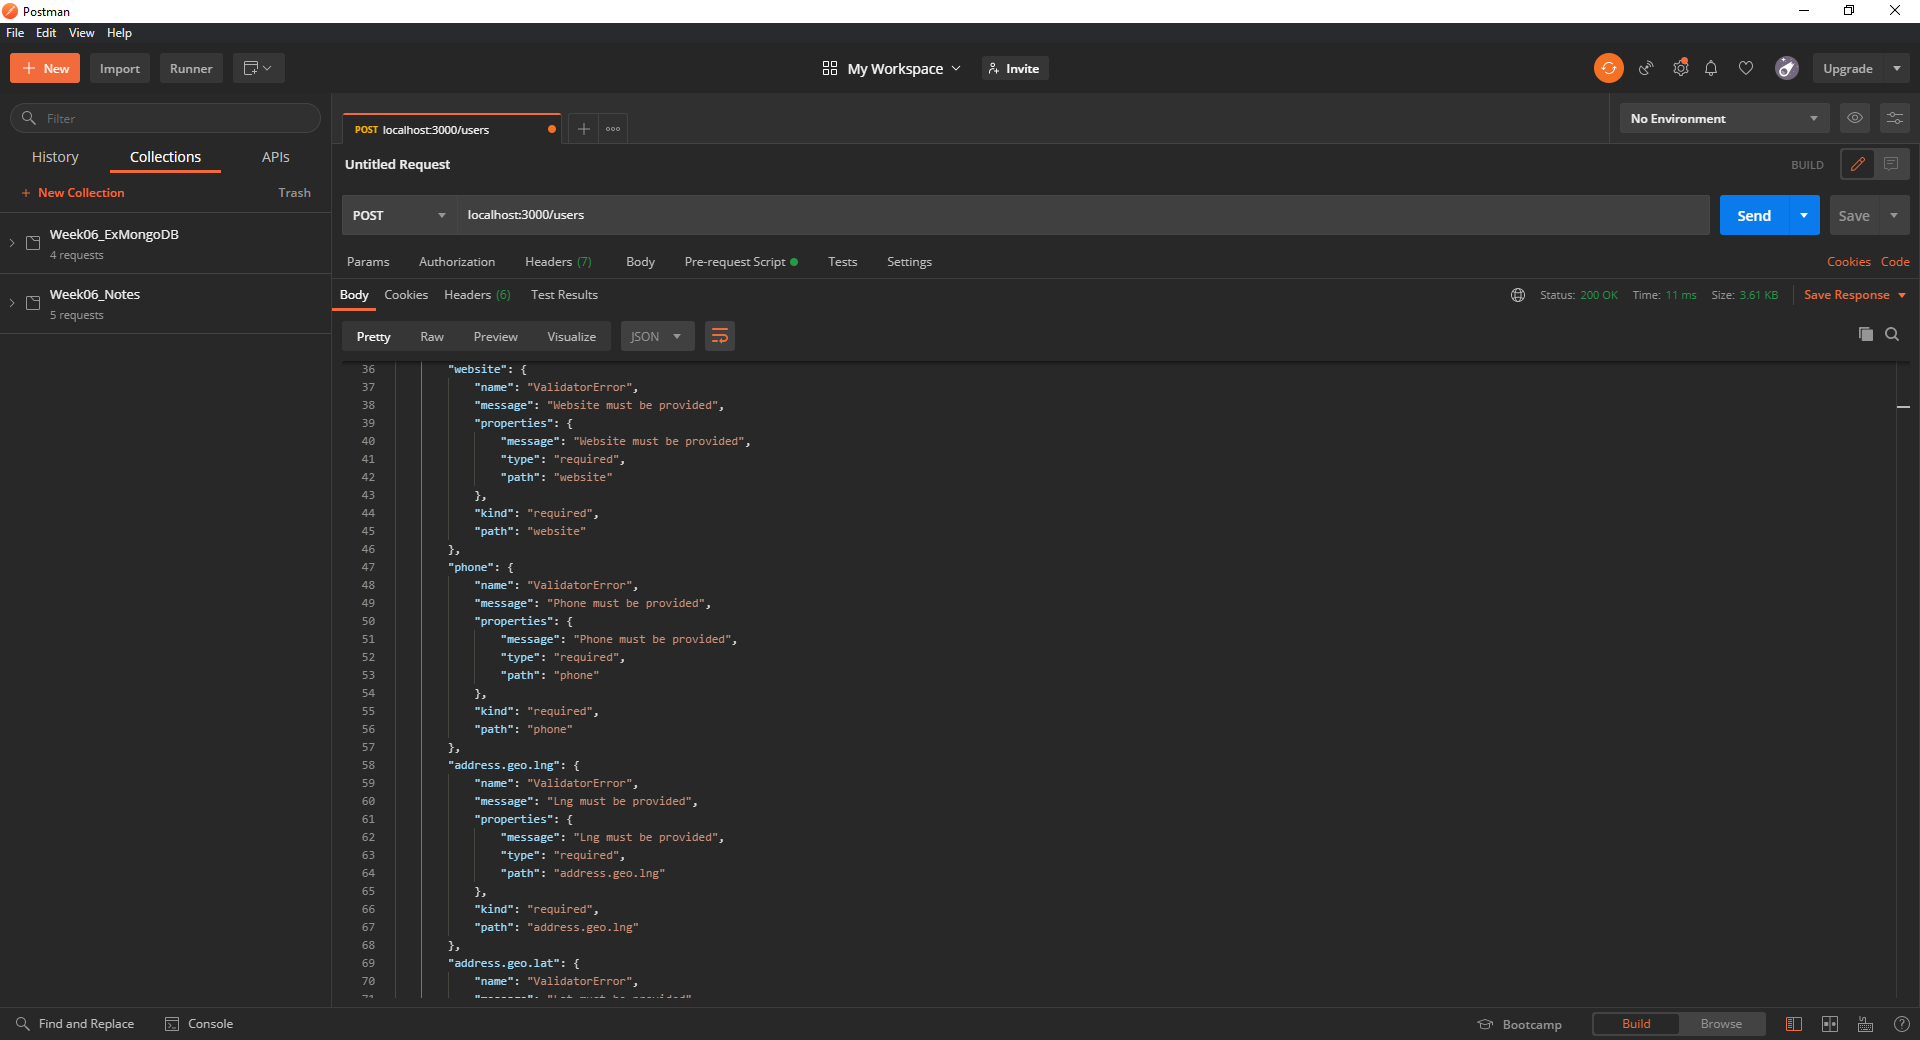 Postman
File Edit View Help
New Import Runner My Workspace Invite Upgrade
Filter
History Collections APIs
New Collection Trash
Week06_ExMongoDB
4 requests
Week06_Notes
5 requests
POST localhost:3000/users
No Environment
Untitled Request BUILD
POST localhost:3000/users Send Save
Params Authorization Headers (7) Body Pre-request Script Tests Settings Cookies Code
Body Cookies Headers (6) Test Results Status: 200 OK Time: 11 ms Size: 3.61 KB Save Response
Pretty Raw Preview Visualize JSON
36 "website": {
37 "name": "ValidatorError",
38 "message": "Website must be provided",
39 "properties": {
40 "message": "Website must be provided",
41 "type": "required",
42 "path": "website"
43 },
44 "kind": "required",
45 "path": "website"
46 },
47 "phone": {
48 "name": "ValidatorError",
49 "message": "Phone must be provided",
50 "properties": {
51 "message": "Phone must be provided",
52 "type": "required",
53 "path": "phone"
54 },
55 "kind": "required",
56 "path": "phone"
57 },
58 "address.geo.lng": {
59 "name": "ValidatorError",
60 "message": "Lng must be provided",
61 "properties": {
62 "message": "Lng must be provided",
63 "type": "required",
64 "path": "address.geo.lng"
65 },
66 "kind": "required",
67 "path": "address.geo.lng"
68 },
69 "address.geo.lat": {
70 "name": "ValidatorError",
71 "message": "Lat must be provided",
Find and Replace Console Bootcamp Build Browse